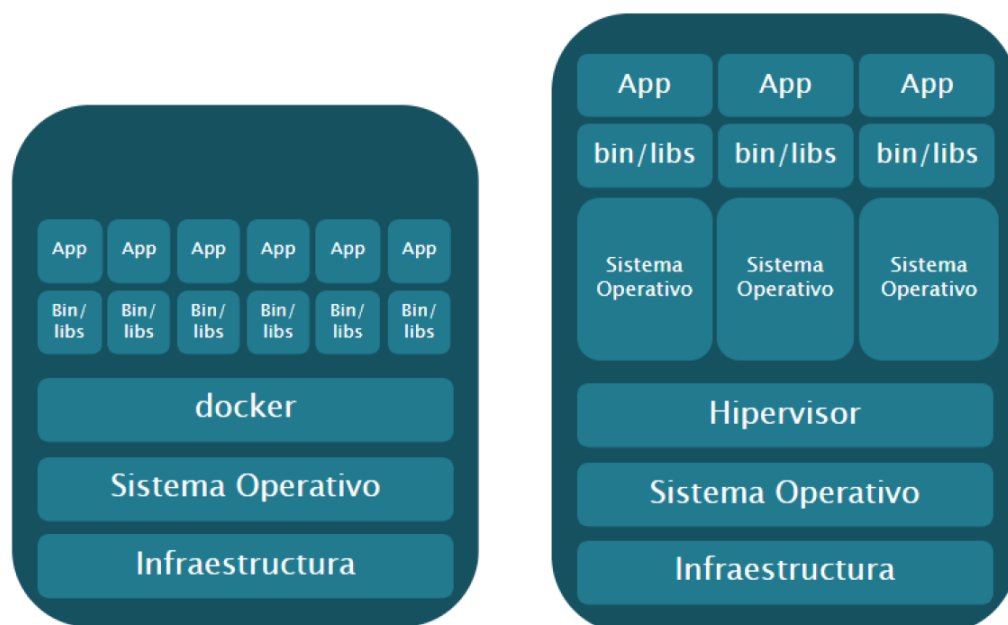 App App App App App App
Bin/ Bin/ Bin/ Bin/ Bin/ Bin/
libs libs libs libs libs libs
docker
Sistema Operativo
Infraestructura
App App App
bin/libs bin/libs bin/libs
Sistema Sistema Sistema
Operativo Operativo Operativo
Hipervisor
Sistema Operativo
Infraestructura